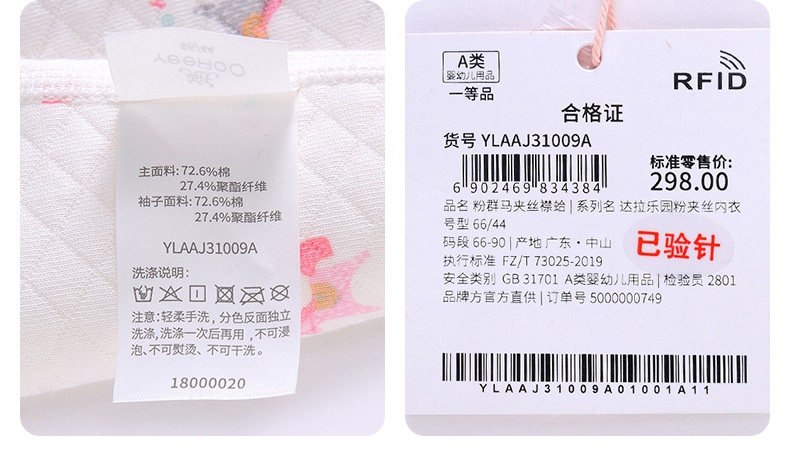 66/44
YeeHoO
主面料: 72.6%棉
27.4%聚酯纤维
袖子面料: 72.6%棉
27.4%聚酯纤维
YLAAJ31009A
洗涤说明:
注意:轻柔手洗,分色反面独立
洗涤,洗涤一次后再用,不可浸
泡、不可熨烫、不可干洗。
18000020
A类
婴幼儿用品
一等品
RFID
合格证
货号 YLAAJ31009A
标准零售价:
6 902469 834384
298.00
品名 粉群马夹丝襟蛤 | 系列名 达拉乐园粉夹丝内衣
号型 66/44
码段 66-90 | 产地 广东·中山
已验针
执行标准 FZ/T 73025-2019
安全类别 GB 31701 A类婴幼儿用品 | 检验员 2801
品牌方官方直供 | 订单号 5000000749
YLAAJ31009A01001A11